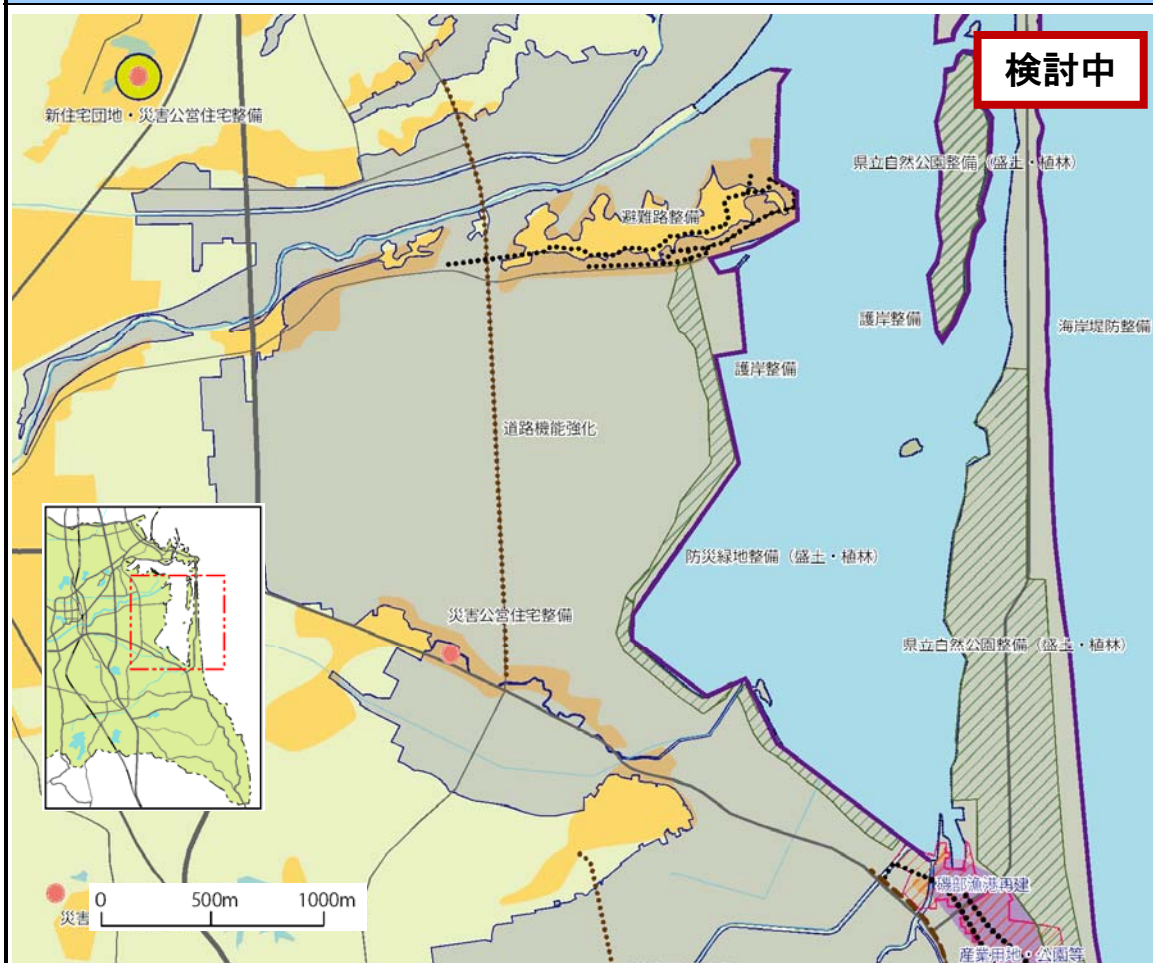 検討中
新住宅団地・災害公営住宅整備
県立自然公園整備（盛土・植林）
避難路整備
護岸整備
海岸堤防整備
護岸整備
道路機能強化
防災緑地整備（盛土・植林）
災害公営住宅整備
県立自然公園整備（盛土・植林）
磯部漁港再建
災害
0 500m 1000m
産業用地・公園等